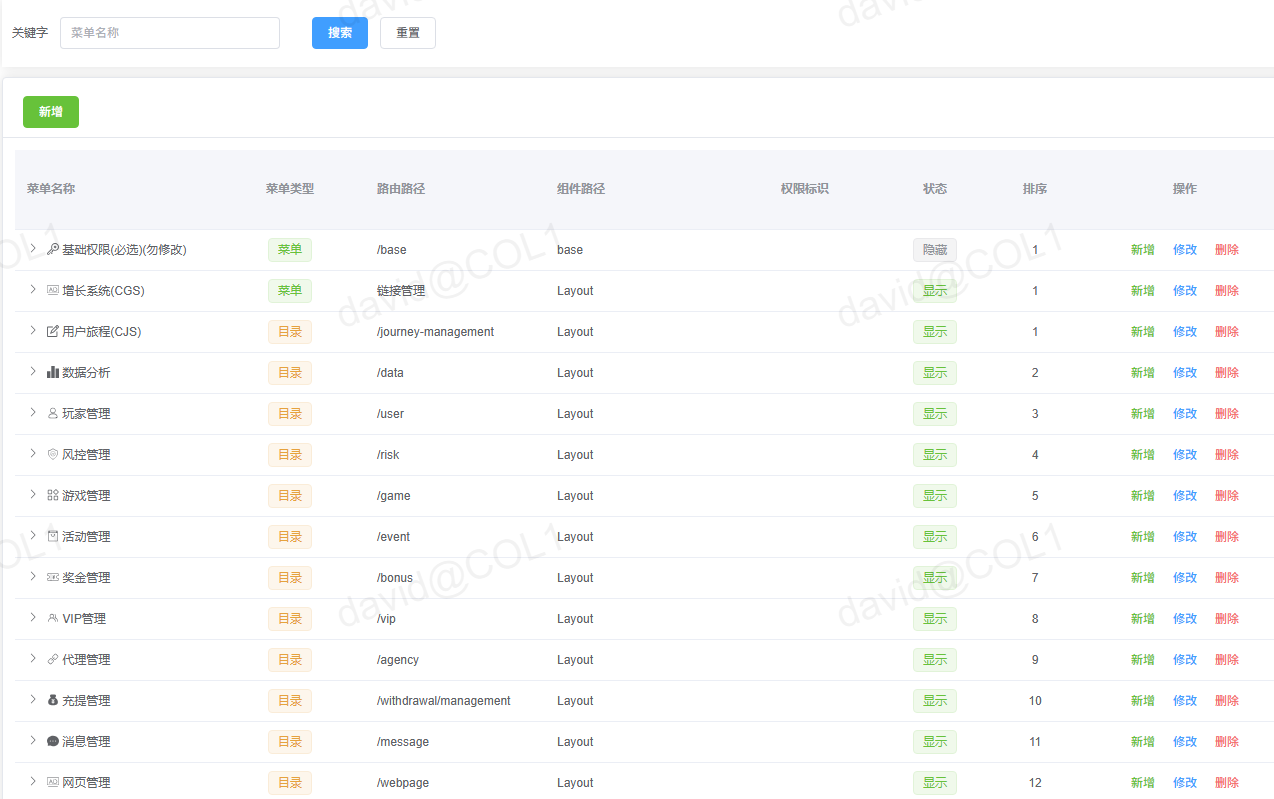 关键字 菜单名称 搜索 重置
新增
菜单名称 菜单类型 路由路径 组件路径 权限标识 状态 排序 操作
基础权限(必选)(勿修改) 菜单 /base base 隐藏 1 新增 修改 删除
增长系统(CGS) 菜单 链接管理 Layout 显示 1 新增 修改 删除
用户旅程(CJS) 目录 /journey-management Layout 显示 1 新增 修改 删除
数据分析 目录 /data Layout 显示 2 新增 修改 删除
玩家管理 目录 /user Layout 显示 3 新增 修改 删除
风控管理 目录 /risk Layout 显示 4 新增 修改 删除
游戏管理 目录 /game Layout 显示 5 新增 修改 删除
活动管理 目录 /event Layout 显示 6 新增 修改 删除
奖金管理 目录 /bonus Layout 显示 7 新增 修改 删除
VIP管理 目录 /vip Layout 显示 8 新增 修改 删除
代理管理 目录 /agency Layout 显示 9 新增 修改 删除
充提管理 目录 /withdrawal/management Layout 显示 10 新增 修改 删除
消息管理 目录 /message Layout 显示 11 新增 修改 删除
网页管理 目录 /webpage Layout 显示 12 新增 修改 删除
david@COL1
david@COL1
david@COL1
david@COL1